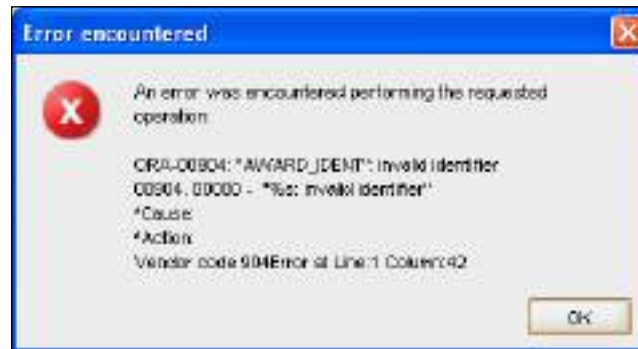 Error encountered
An error was encountered performing the requested
operation:
ORA-00904: "AWARD_IDENT": invalid identifier
00904. 00000 - "%s: invalid identifier"
*Cause:
*Action:
Vendor code 904Error at Line:1 Column:42
OK